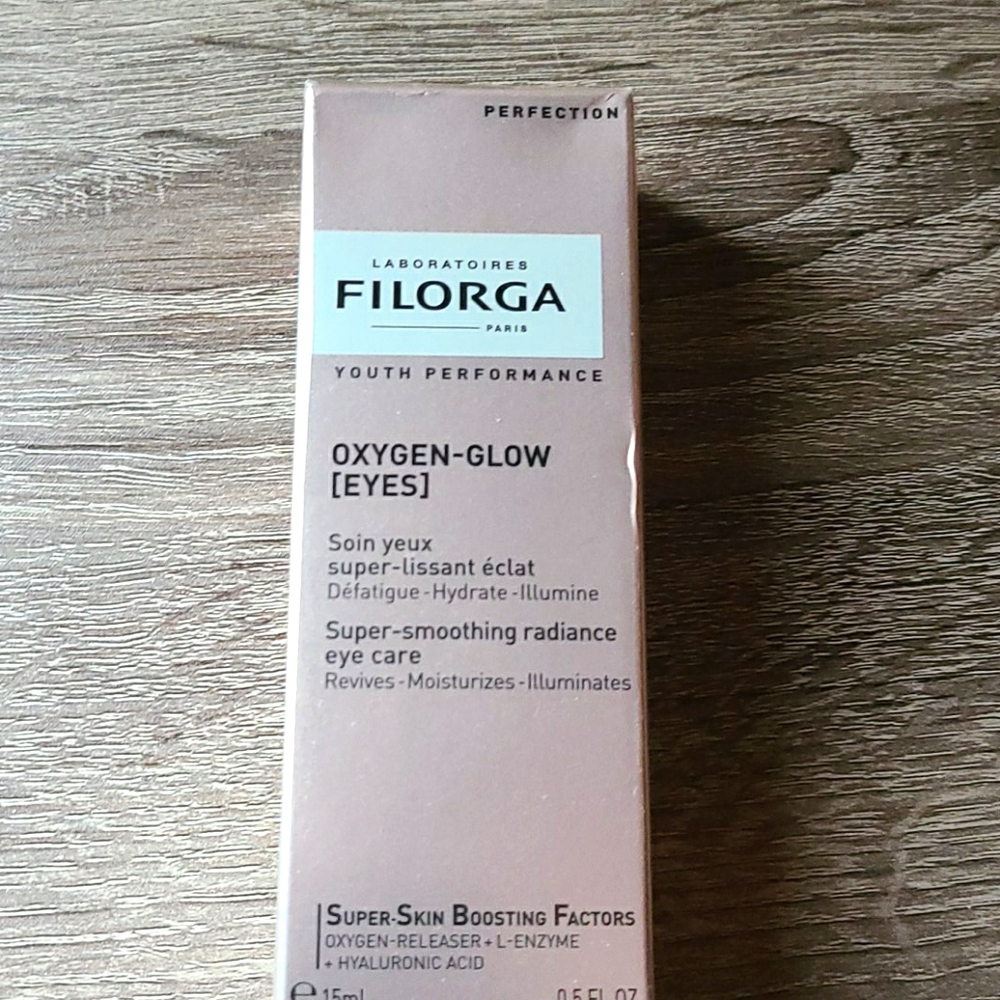 PERFECTION
LABORATOIRES
FILORGA
PARIS
YOUTH PERFORMANCE
OXYGEN-GLOW
[EYES]
Soin yeux
super-lissant éclat
Défatigue - Hydrate - Illumine
Super-smoothing radiance
eye care
Revives - Moisturizes - Illuminates
SUPER-SKIN BOOSTING FACTORS
OXYGEN-RELEASER + L-ENZYME
+ HYALURONIC ACID
℮ 15ml 0.5 FL. OZ